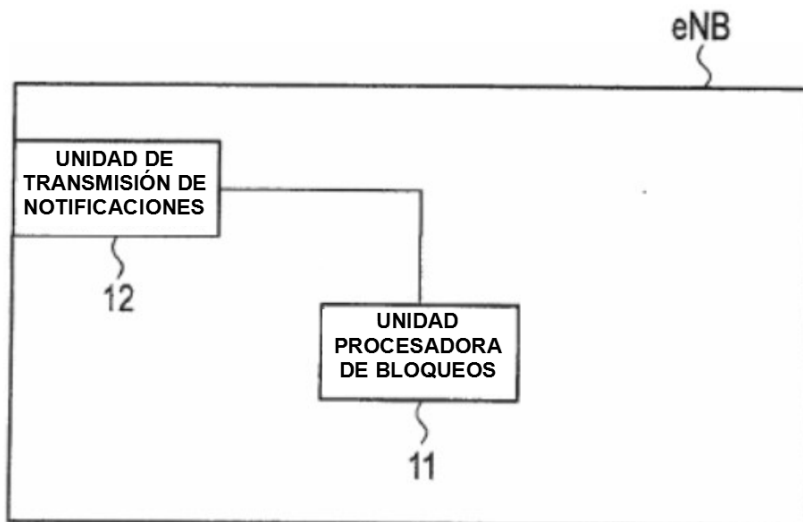 eNB
UNIDAD DE
TRANSMISIÓN DE
NOTIFICACIONES
12
UNIDAD
PROCESADORA
DE BLOQUEOS
11